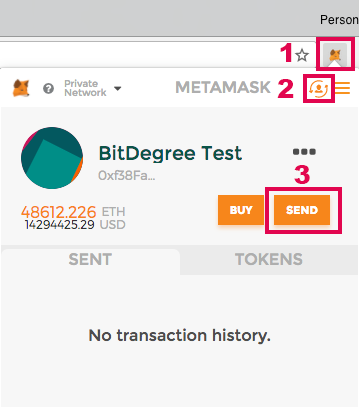 Person
1
Private
Network
METAMASK
2
BitDegree Test
0xf38Fa...
3
48612.226 ETH
14294425.29 USD
BUY
SEND
SENT
TOKENS
No transaction history.